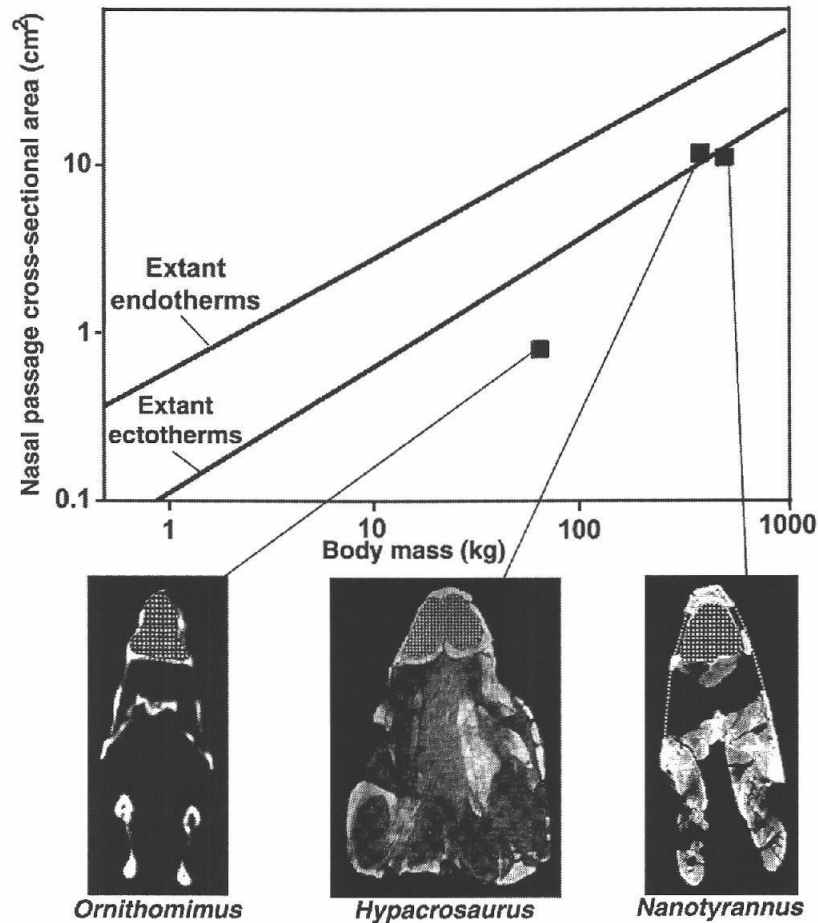 Nasal passage cross-sectional area (cm²)
10
1
0.1
Extant
endotherms
Extant
ectotherms
1
10
100
1000
Body mass (kg)
Ornithomimus
Hypacrosaurus
Nanotyrannus